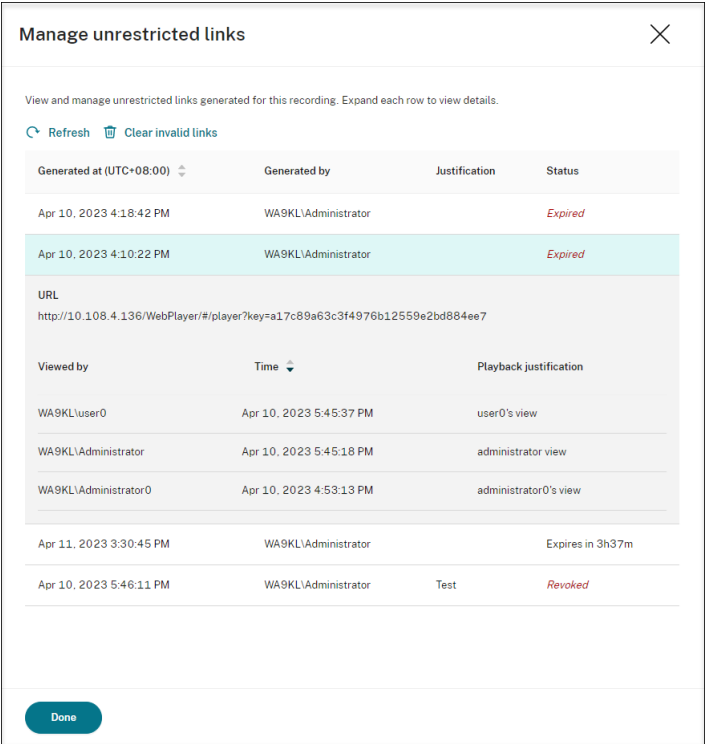 Manage unrestricted links
View and manage unrestricted links generated for this recording. Expand each row to view details.
Refresh Clear invalid links
Generated at (UTC+08:00) Generated by Justification Status
Apr 10, 2023 4:18:42 PM WA9KL\Administrator Expired
Apr 10, 2023 4:10:22 PM WA9KL\Administrator Expired
URL
http://10.108.4.136/WebPlayer/#/player?key=a17c89a63c3f4976b12559e2bd884ee7
Viewed by Time Playback justification
WA9KL\user0 Apr 10, 2023 5:45:37 PM user0's view
WA9KL\Administrator Apr 10, 2023 5:45:18 PM administrator view
WA9KL\Administrator0 Apr 10, 2023 4:53:13 PM administrator0's view
Apr 11, 2023 3:30:45 PM WA9KL\Administrator Expires in 3h37m
Apr 10, 2023 5:46:11 PM WA9KL\Administrator Test Revoked
Done